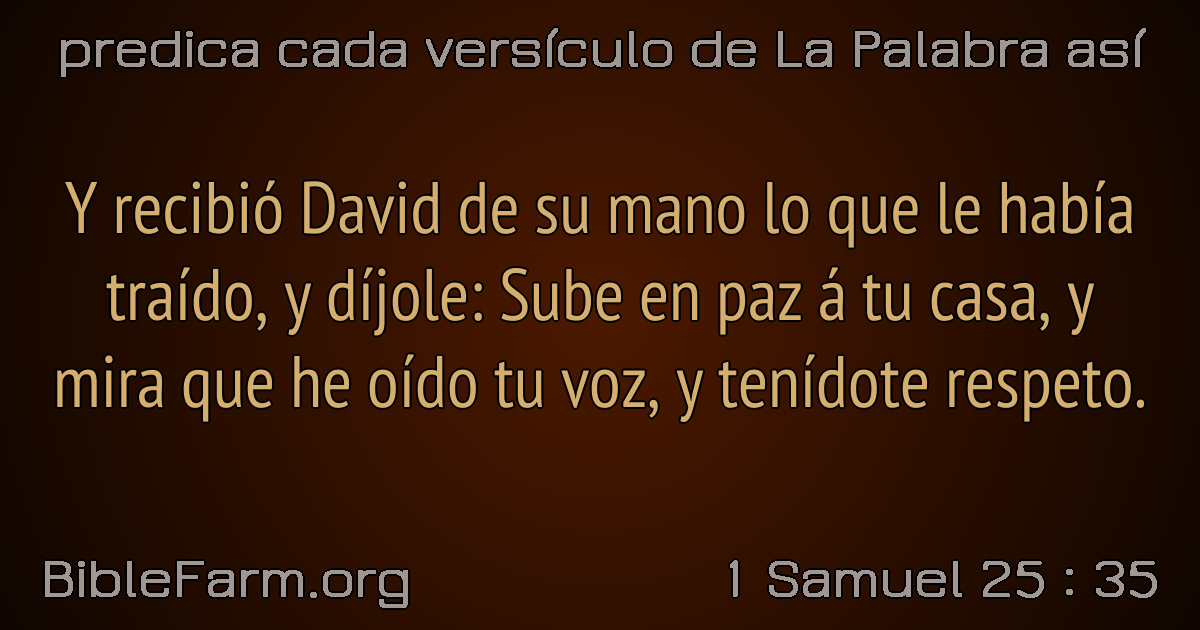 predica cada versículo de La Palabra así
Y recibió David de su mano lo que le había
traído, y díjole: Sube en paz á tu casa, y
mira que he oído tu voz, y tenídote respeto.
BibleFarm.org
1 Samuel 25 : 35